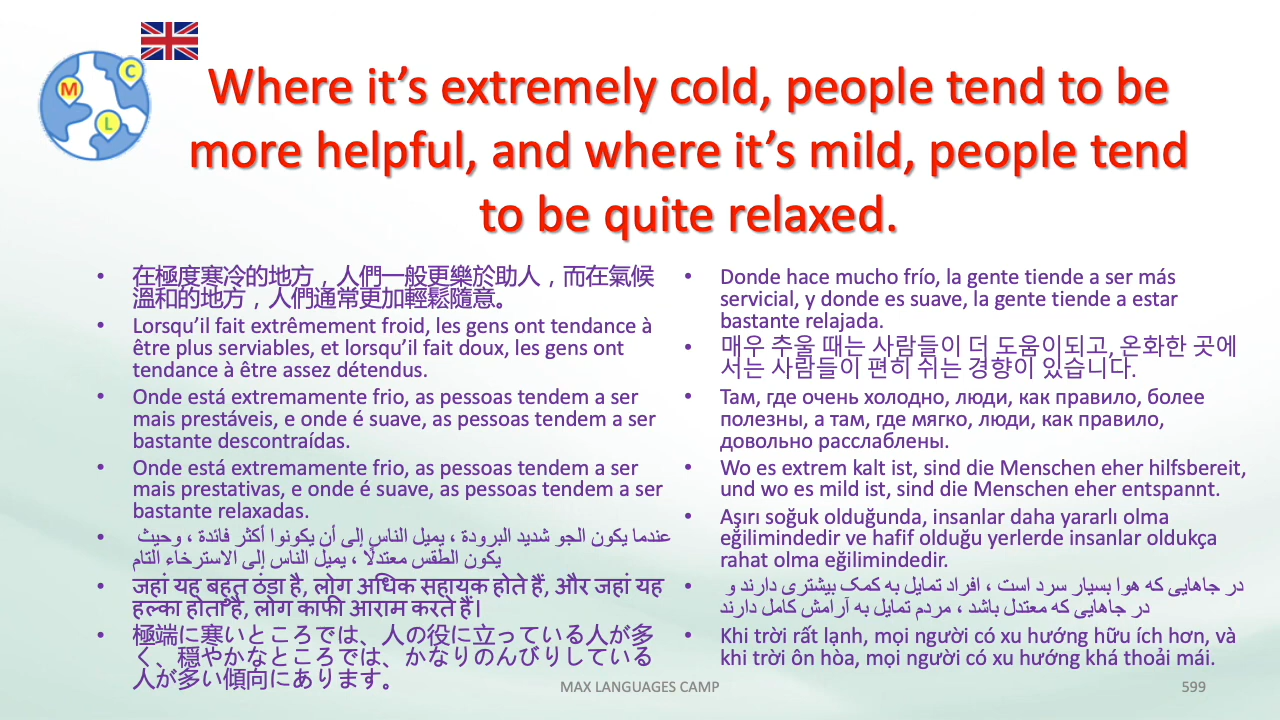 M C L
Where it’s extremely cold, people tend to be
more helpful, and where it’s mild, people tend
to be quite relaxed.
• 在極度寒冷的地方，人們一般更樂於助人，而在氣候
溫和的地方，人們通常更加輕鬆隨意。
• Lorsqu’il fait extrêmement froid, les gens ont tendance à
être plus serviables, et lorsqu’il fait doux, les gens ont
tendance à être assez détendus.
• Onde está extremamente frio, as pessoas tendem a ser
mais prestáveis, e onde é suave, as pessoas tendem a ser
bastante descontraídas.
• Onde está extremamente frio, as pessoas tendem a ser
mais prestativas, e onde é suave, as pessoas tendem a ser
bastante relaxadas.
• عندما يكون الجو شديد البرودة ، يميل الناس إلى أن يكونوا أكثر فائدة ، وحيث
يكون الطقس معتدلًا ، يميل الناس إلى الاسترخاء التام
• जहां यह बहुत ठंडा है, लोग अधिक सहायक होते हैं, और जहां यह
हल्का होता है, लोग काफी आराम करते हैं।
• 極端に寒いところでは、人の役に立っている人が多
く、穏やかなところでは、かなりのんびりしている
人が多い傾向にあります。
• Donde hace mucho frío, la gente tiende a ser más
servicial, y donde es suave, la gente tiende a estar
bastante relajada.
• 매우 추울 때는 사람들이 더 도움이되고, 온화한 곳에
서는 사람들이 편히 쉬는 경향이 있습니다.
• Там, где очень холодно, люди, как правило, более
полезны, а там, где мягко, люди, как правило,
довольно расслаблены.
• Wo es extrem kalt ist, sind die Menschen eher hilfsbereit,
und wo es mild ist, sind die Menschen eher entspannt.
• Aşırı soğuk olduğunda, insanlar daha yararlı olma
eğilimindedir ve hafif olduğu yerlerde insanlar oldukça
rahat olma eğilimindedir.
• در جاهایی که هوا بسیار سرد است ، افراد تمایل به کمک بیشتری دارند و
در جاهایی که معتدل باشد ، مردم تمایل به آرامش کامل دارند
• Khi trời rất lạnh, mọi người có xu hướng hữu ích hơn, và
khi trời ôn hòa, mọi người có xu hướng khá thoải mái.
MAX LANGUAGES CAMP
599